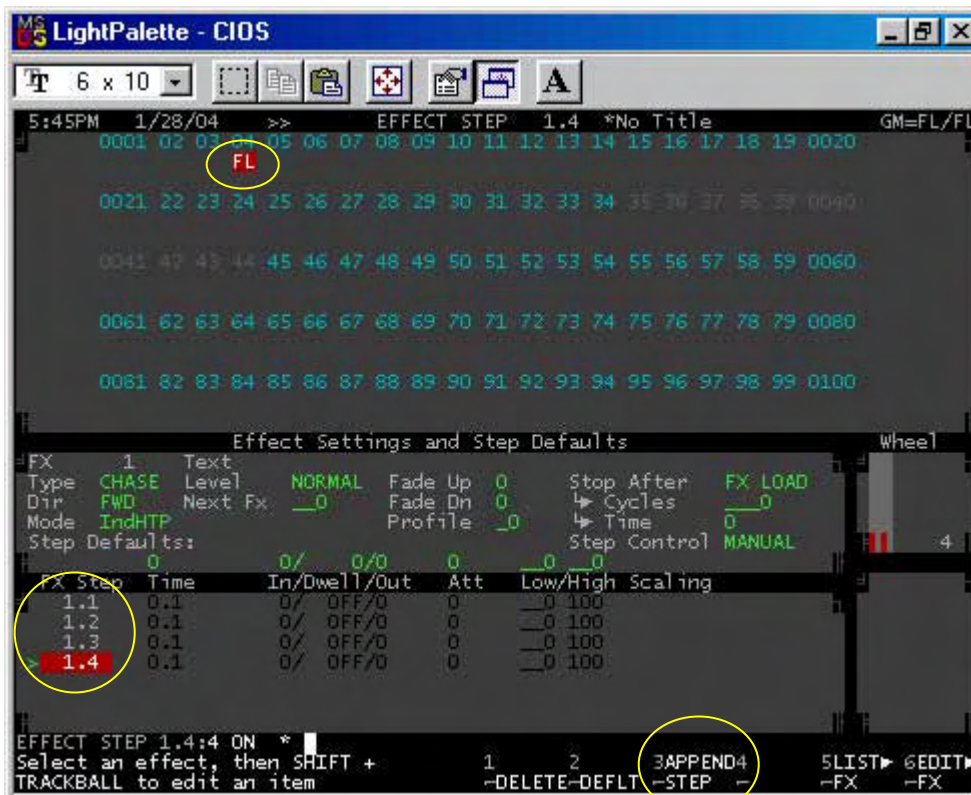 LightPalette - CIOS
6 x 10
A
5:45PM 1/28/04 >> EFFECT STEP 1.4 *No Title GM=FL/FL
0001 02 03 04 05 06 07 08 09 10 11 12 13 14 15 16 17 18 19 0020
FL
0021 22 23 24 25 26 27 28 29 30 31 32 33 34 35 36 37 38 39 0040
0041 42 43 44 45 46 47 48 49 50 51 52 53 54 55 56 57 58 59 0060
0061 62 63 64 65 66 67 68 69 70 71 72 73 74 75 76 77 78 79 0080
0081 82 83 84 85 86 87 88 89 90 91 92 93 94 95 96 97 98 99 0100
Effect Settings and Step Defaults Wheel
FX 1 Text
Type CHASE Level NORMAL Fade Up 0 Stop After FX LOAD
Dir FWD Next Fx __0 Fade Dn 0 ↳ Cycles ___0
Mode IndHTP Profile _0 ↳ Time 0
Step Defaults: Step Control MANUAL 4
0 0/ 0/0 0 __0 __0
FX Step Time In/Dwell/Out Att Low/High Scaling
1.1 0.1 0/ OFF/0 0 __0 100
1.2 0.1 0/ OFF/0 0 __0 100
1.3 0.1 0/ OFF/0 0 __0 100
> 1.4 0.1 0/ OFF/0 0 __0 100
EFFECT STEP 1.4:4 ON *
Select an effect, then SHIFT + 1 2 3APPEND4 5LIST▶ 6EDIT▶
TRACKBALL to edit an item DELETE DEFLT STEP FX FX